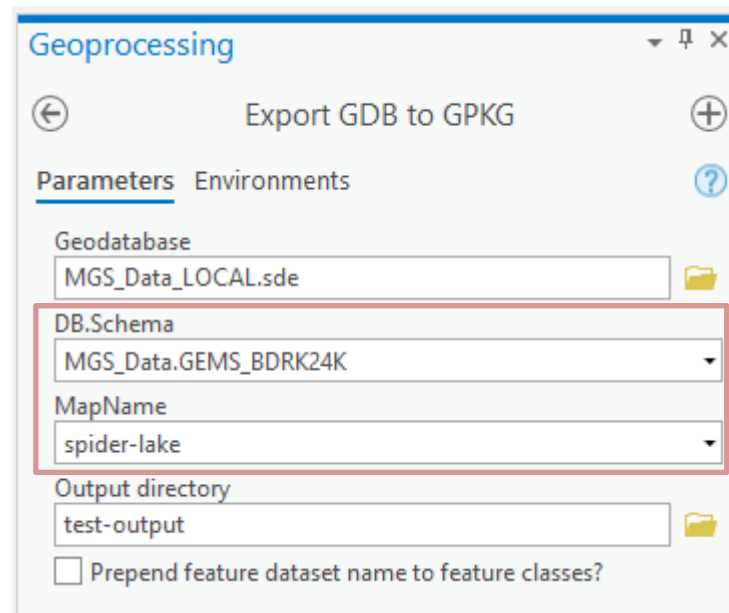 Geoprocessing
Export GDB to GPKG
Parameters Environments
Geodatabase
MGS_Data_LOCAL.sde
DB.Schema
MGS_Data.GEMS_BDRK24K
MapName
spider-lake
Output directory
test-output
Prepend feature dataset name to feature classes?